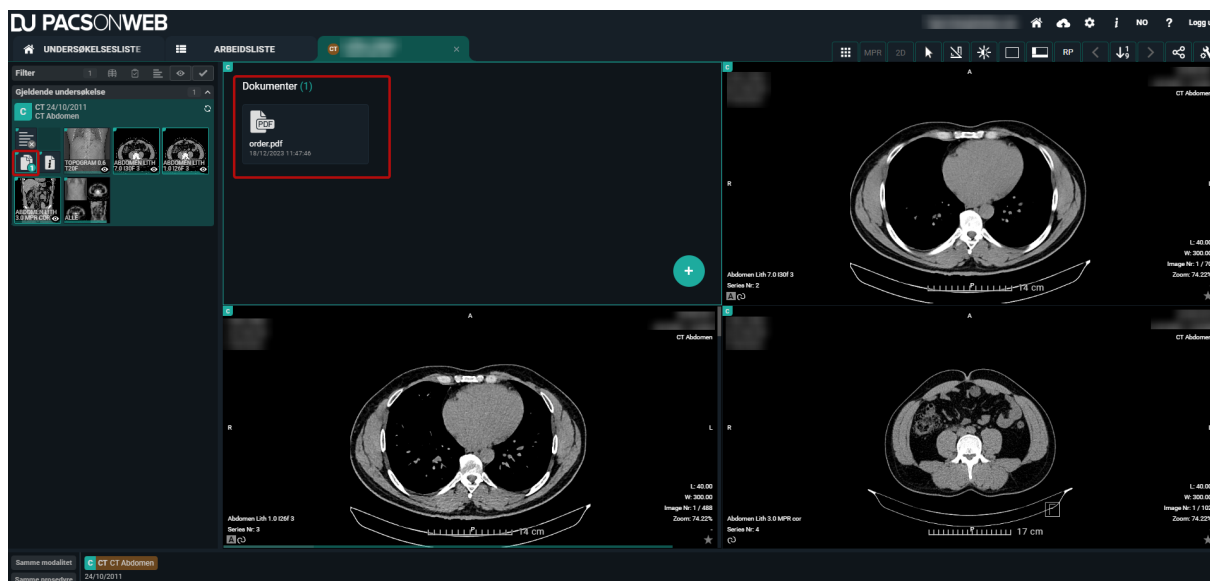 DJ PACSONWEB
NO ? Logg u
UNDERSØKELSESLISTE
ARBEIDSLISTE
CT
×
MPR 2D RP
Filter 1
Gjeldende undersøkelse 1
C CT 24/10/2011
CT Abdomen
1
TOPOGRAM 0.6
T20F
ABDOMEN LITH
7.0 I30F 3
ABDOMEN LITH
1.0 I26F 3
ABDOMEN LITH
3.0 MPR COR
ALLE
C
Dokumenter (1)
PDF
order.pdf
18/12/2023 11:47:46
+
C
A
CT Abdomen
R
L: 40.00
W: 300.00
Image Nr: 1 / 70
Zoom: 74.22%
Abdomen Lith 7.0 I30f 3
Series Nr: 2
A
P
14 cm
C
A
CT Abdomen
R
L
L: 40.00
W: 300.00
Image Nr: 1 / 488
Zoom: 74.22%
Abdomen Lith 1.0 I26f 3
Series Nr: 3
A
P
14 cm
C
A
CT Abdomen
R
L: 40.00
W: 300.00
Image Nr: 1 / 102
Zoom: 74.22%
Abdomen Lith 3.0 MPR cor
Series Nr: 4
P
17 cm
Samme modalitet
C CT CT Abdomen
Samme prosedyre
24/10/2011